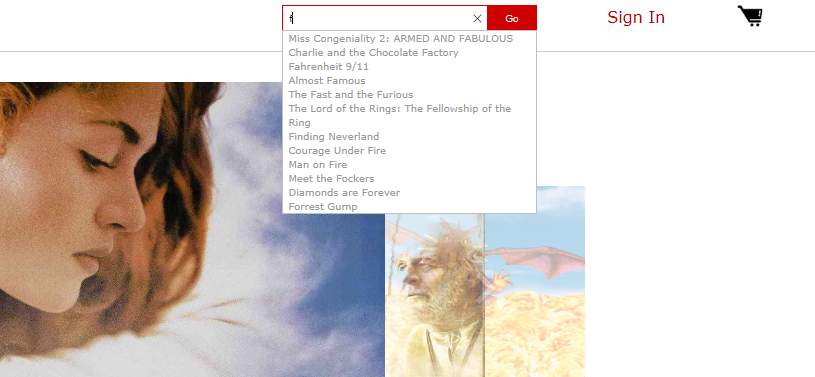 f
Go
Sign In
Miss Congeniality 2: ARMED AND FABULOUS
Charlie and the Chocolate Factory
Fahrenheit 9/11
Almost Famous
The Fast and the Furious
The Lord of the Rings: The Fellowship of the
Ring
Finding Neverland
Courage Under Fire
Man on Fire
Meet the Fockers
Diamonds are Forever
Forrest Gump